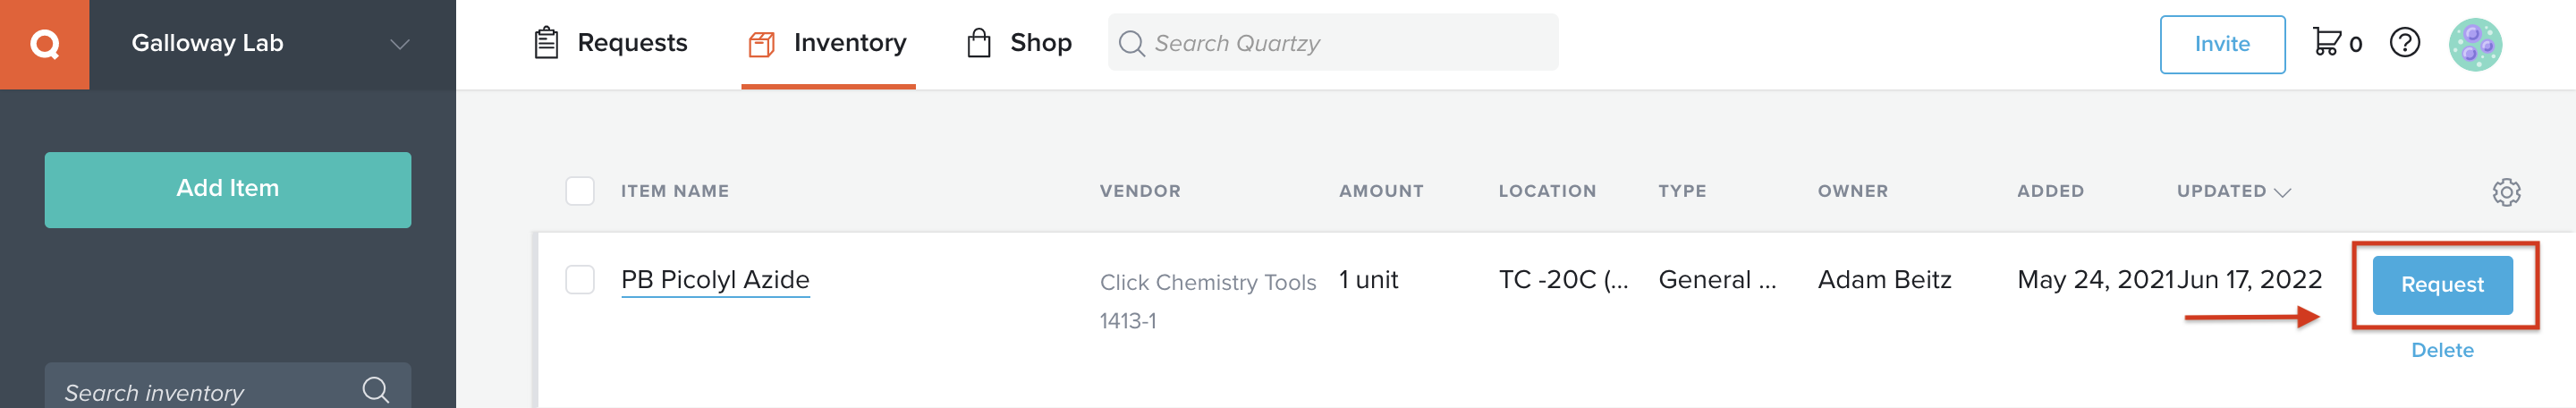 Galloway Lab
Requests
Inventory
Shop
Search Quartzy
Invite
0
?
Add Item
Search inventory
ITEM NAME VENDOR AMOUNT LOCATION TYPE OWNER ADDED UPDATED
PB Picolyl Azide Click Chemistry Tools 1 unit TC -20C (... General ... Adam Beitz May 24, 2021 Jun 17, 2022 Request
1413-1
Delete